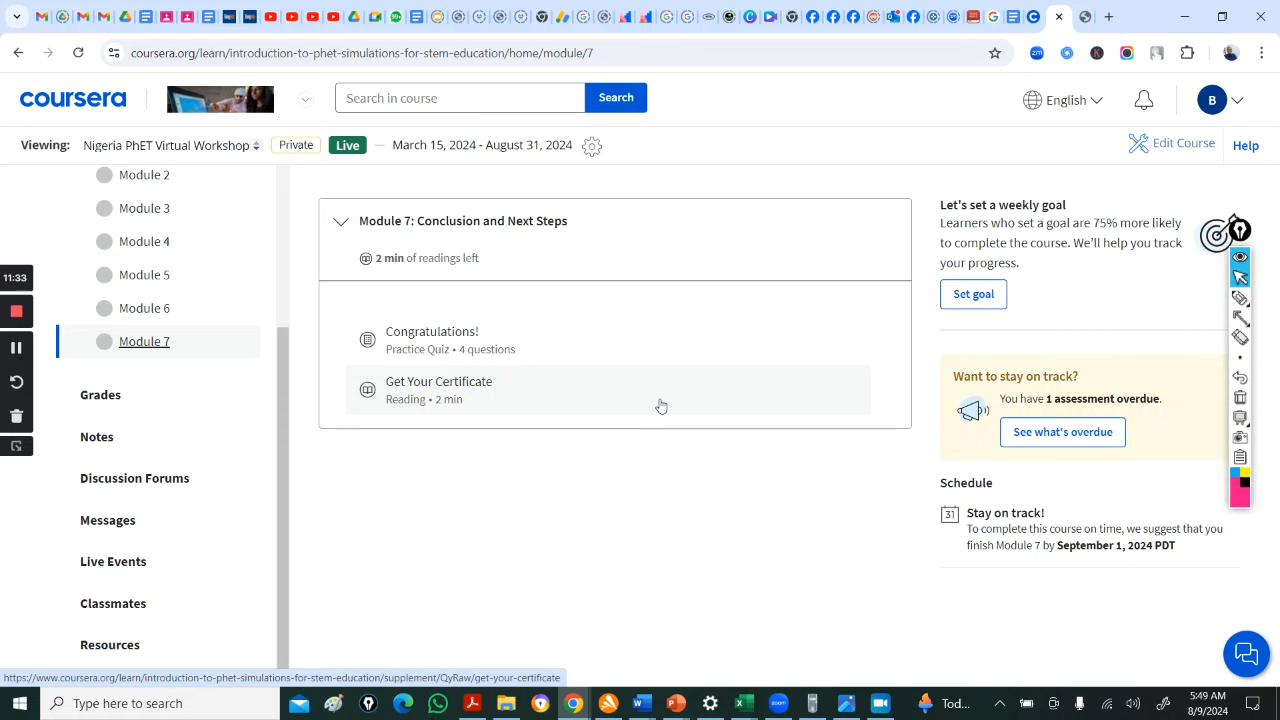 coursera.org/learn/introduction-to-phet-simulations-for-stem-education/home/module/7
coursera
Search in course
Search
English
B
Viewing:
Nigeria PhET Virtual Workshop
Private
Live
March 15, 2024 - August 31, 2024
Edit Course
Help
Module 2
Module 3
Module 4
Module 5
Module 6
Module 7
Grades
Notes
Discussion Forums
Messages
Live Events
Classmates
Resources
11:33
Module 7: Conclusion and Next Steps
2 min of readings left
Congratulations!
Practice Quiz • 4 questions
Get Your Certificate
Reading • 2 min
Let's set a weekly goal
Learners who set a goal are 75% more likely
to complete the course. We'll help you track
your progress.
Set goal
Want to stay on track?
You have 1 assessment overdue.
See what's overdue
Schedule
31
Stay on track!
To complete this course on time, we suggest that you
finish Module 7 by September 1, 2024 PDT
https://www.coursera.org/learn/introduction-to-phet-simulations-for-stem-education/supplement/QyRaw/get-your-certificate
Type here to search
Tod...
5:49 AM
8/9/2024